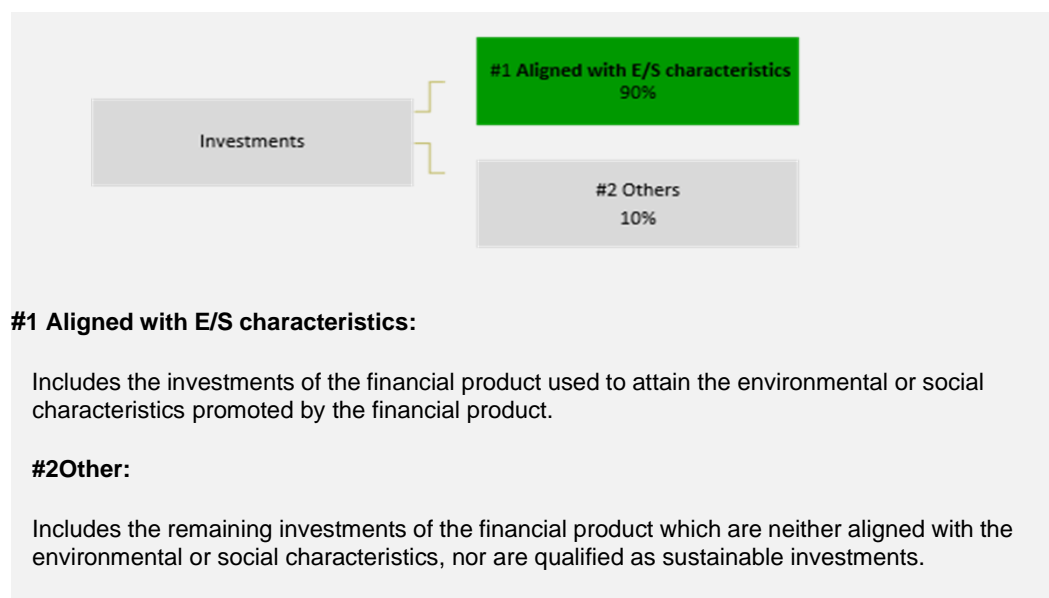 #1 Aligned with E/S characteristics
90%
Investments
#2 Others
10%
#1 Aligned with E/S characteristics:
Includes the investments of the financial product used to attain the environmental or social
characteristics promoted by the financial product.
#2Other:
Includes the remaining investments of the financial product which are neither aligned with the
environmental or social characteristics, nor are qualified as sustainable investments.